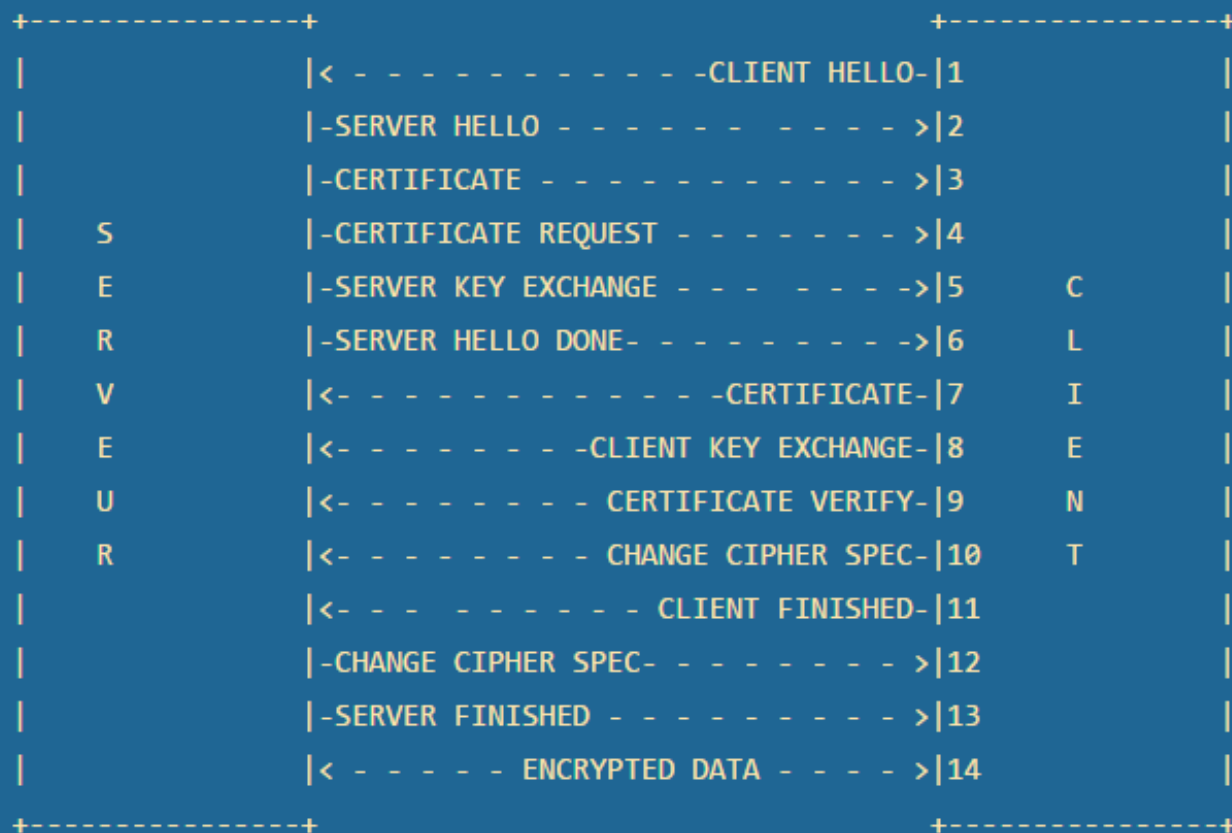 +----------------+ +----------------+
| |< - - - - - - - - - - -CLIENT HELLO-|1 |
| |-SERVER HELLO - - - - - - - - - - >|2 |
| |-CERTIFICATE - - - - - - - - - - - >|3 |
| S |-CERTIFICATE REQUEST - - - - - - - >|4 |
| E |-SERVER KEY EXCHANGE - - - - - - ->|5 C |
| R |-SERVER HELLO DONE- - - - - - - - ->|6 L |
| V |<- - - - - - - - - - - -CERTIFICATE-|7 I |
| E |<- - - - - - - -CLIENT KEY EXCHANGE-|8 E |
| U |<- - - - - - - - CERTIFICATE VERIFY-|9 N |
| R |<- - - - - - - - CHANGE CIPHER SPEC-|10 T |
| |<- - - - - - - - - CLIENT FINISHED-|11 |
| |-CHANGE CIPHER SPEC- - - - - - - - >|12 |
| |-SERVER FINISHED - - - - - - - - - >|13 |
| |< - - - - - ENCRYPTED DATA - - - - >|14 |
+----------------+ +----------------+